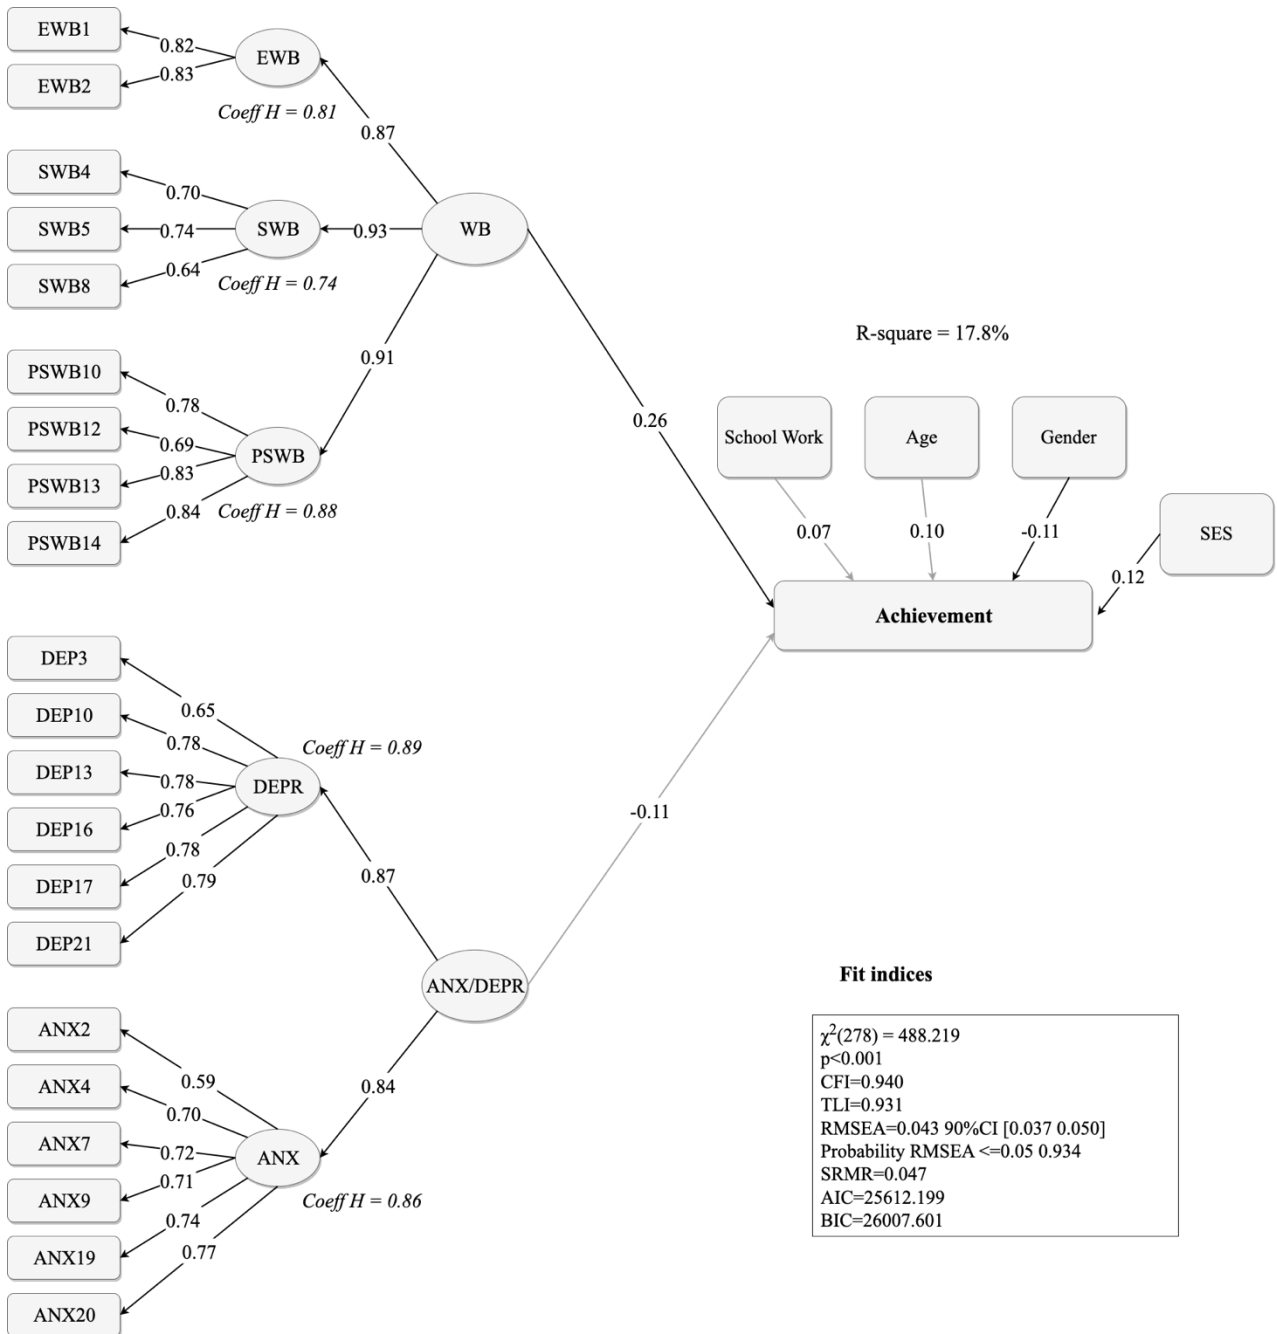 EWB1
EWB2
0.82
0.83
EWB
Coeff H = 0.81
0.87
SWB4
SWB5
SWB8
0.70
0.74
0.64
SWB
Coeff H = 0.74
0.93
WB
PSWB10
PSWB12
PSWB13
PSWB14
0.78
0.69
0.83
0.84
PSWB
Coeff H = 0.88
0.91
0.26
R-square = 17.8%
School Work
Age
Gender
SES
0.07
0.10
-0.11
0.12
Achievement
DEP3
DEP10
DEP13
DEP16
DEP17
DEP21
0.65
0.78
0.78
0.76
0.78
0.79
DEPR
Coeff H = 0.89
0.87
-0.11
ANX/DEPR
ANX2
ANX4
ANX7
ANX9
ANX19
ANX20
0.59
0.70
0.72
0.71
0.74
0.77
ANX
Coeff H = 0.86
0.84
Fit indices
χ²(278) = 488.219
p<0.001
CFI=0.940
TLI=0.931
RMSEA=0.043 90%CI [0.037 0.050]
Probability RMSEA <=0.05 0.934
SRMR=0.047
AIC=25612.199
BIC=26007.601